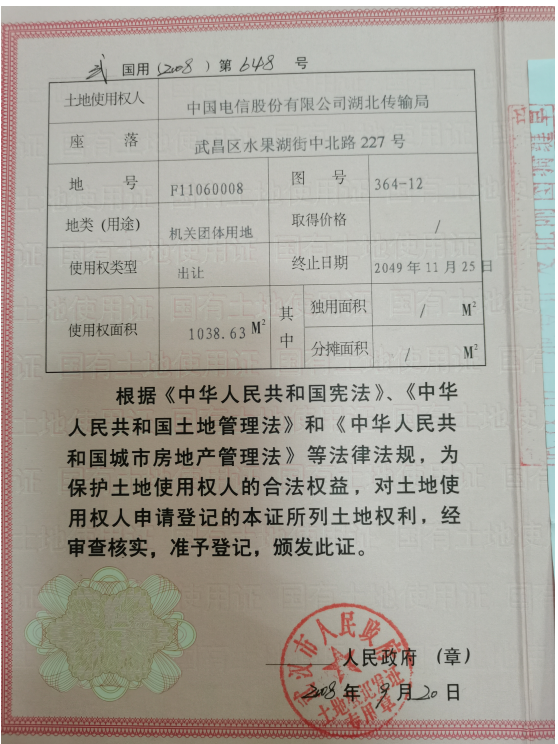 武 国用(2008)第 648 号
土地使用权人 中国电信股份有限公司湖北传输局
座 落 武昌区水果湖街中北路 227 号
地 号 F11060008 图 号 364-12
地类（用途） 机关团体用地 取得价格 /
使用权类型 出让 终止日期 2049 年 11 月 25 日
使用权面积 1038.63 M² 其中 独用面积 / M²
分摊面积 / M²
根据《中华人民共和国宪法》、《中华
人民共和国土地管理法》和《中华人民共
和国城市房地产管理法》等法律法规，为
保护土地使用权人的合法权益，对土地使
用权人申请登记的本证所列土地权利，经
审查核实，准予登记，颁发此证。
人民政府 （章）
2008 年 9 月 20 日